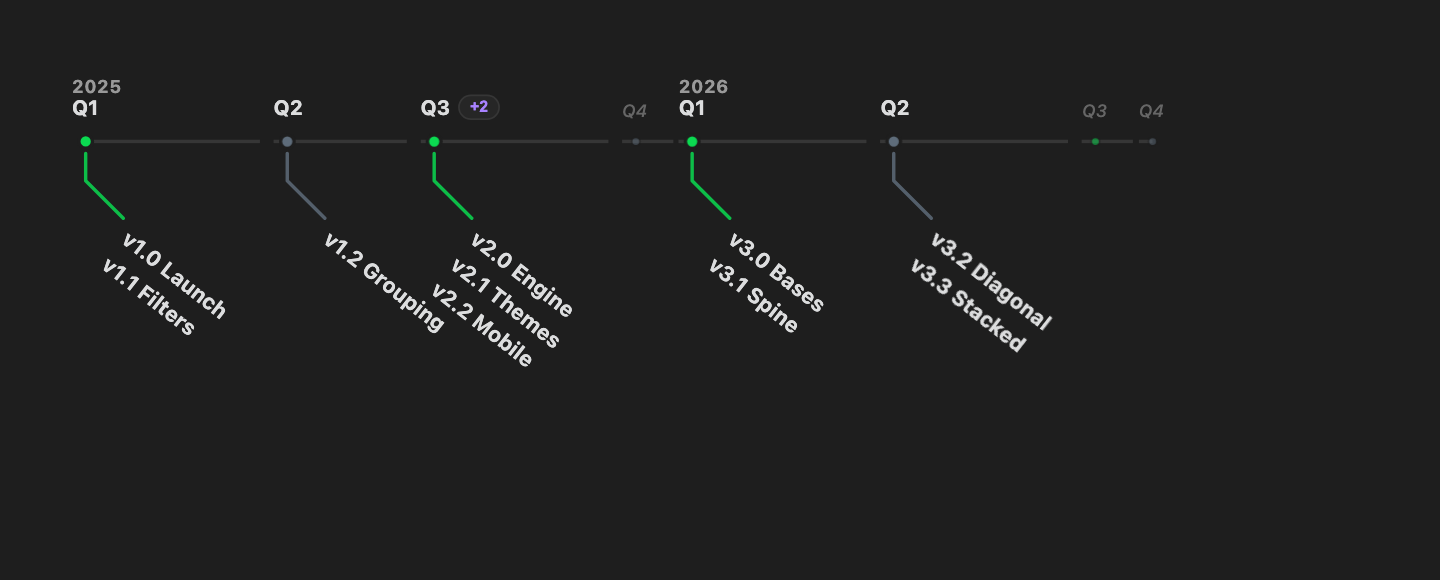 2025
Q1
Q2
Q3 +2
Q4
2026
Q1
Q2
Q3
Q4
v1.0 Launch
v1.1 Filters
v1.2 Grouping
v2.0 Engine
v2.1 Themes
v2.2 Mobile
v3.0 Bases
v3.1 Spine
v3.2 Diagonal
v3.3 Stacked